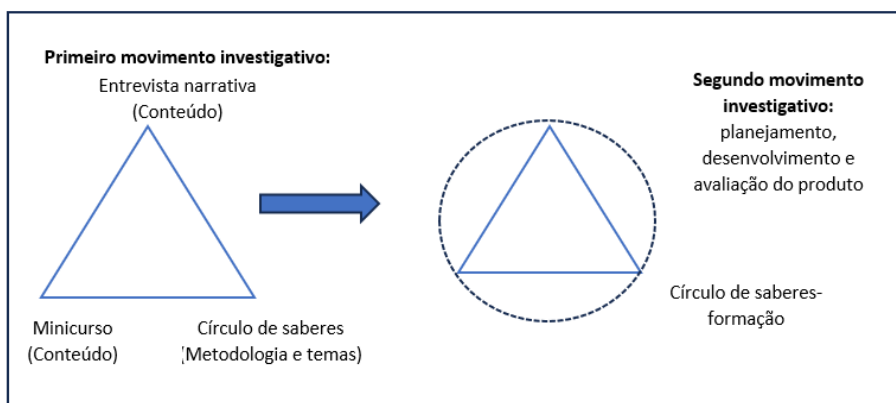 Primeiro movimento investigativo:
Entrevista narrativa
(Conteúdo)
Minicurso
(Conteúdo)
Círculo de saberes
(Metodologia e temas)
Segundo movimento
investigativo:
planejamento,
desenvolvimento e
avaliação do produto
Círculo de saberes-
formação